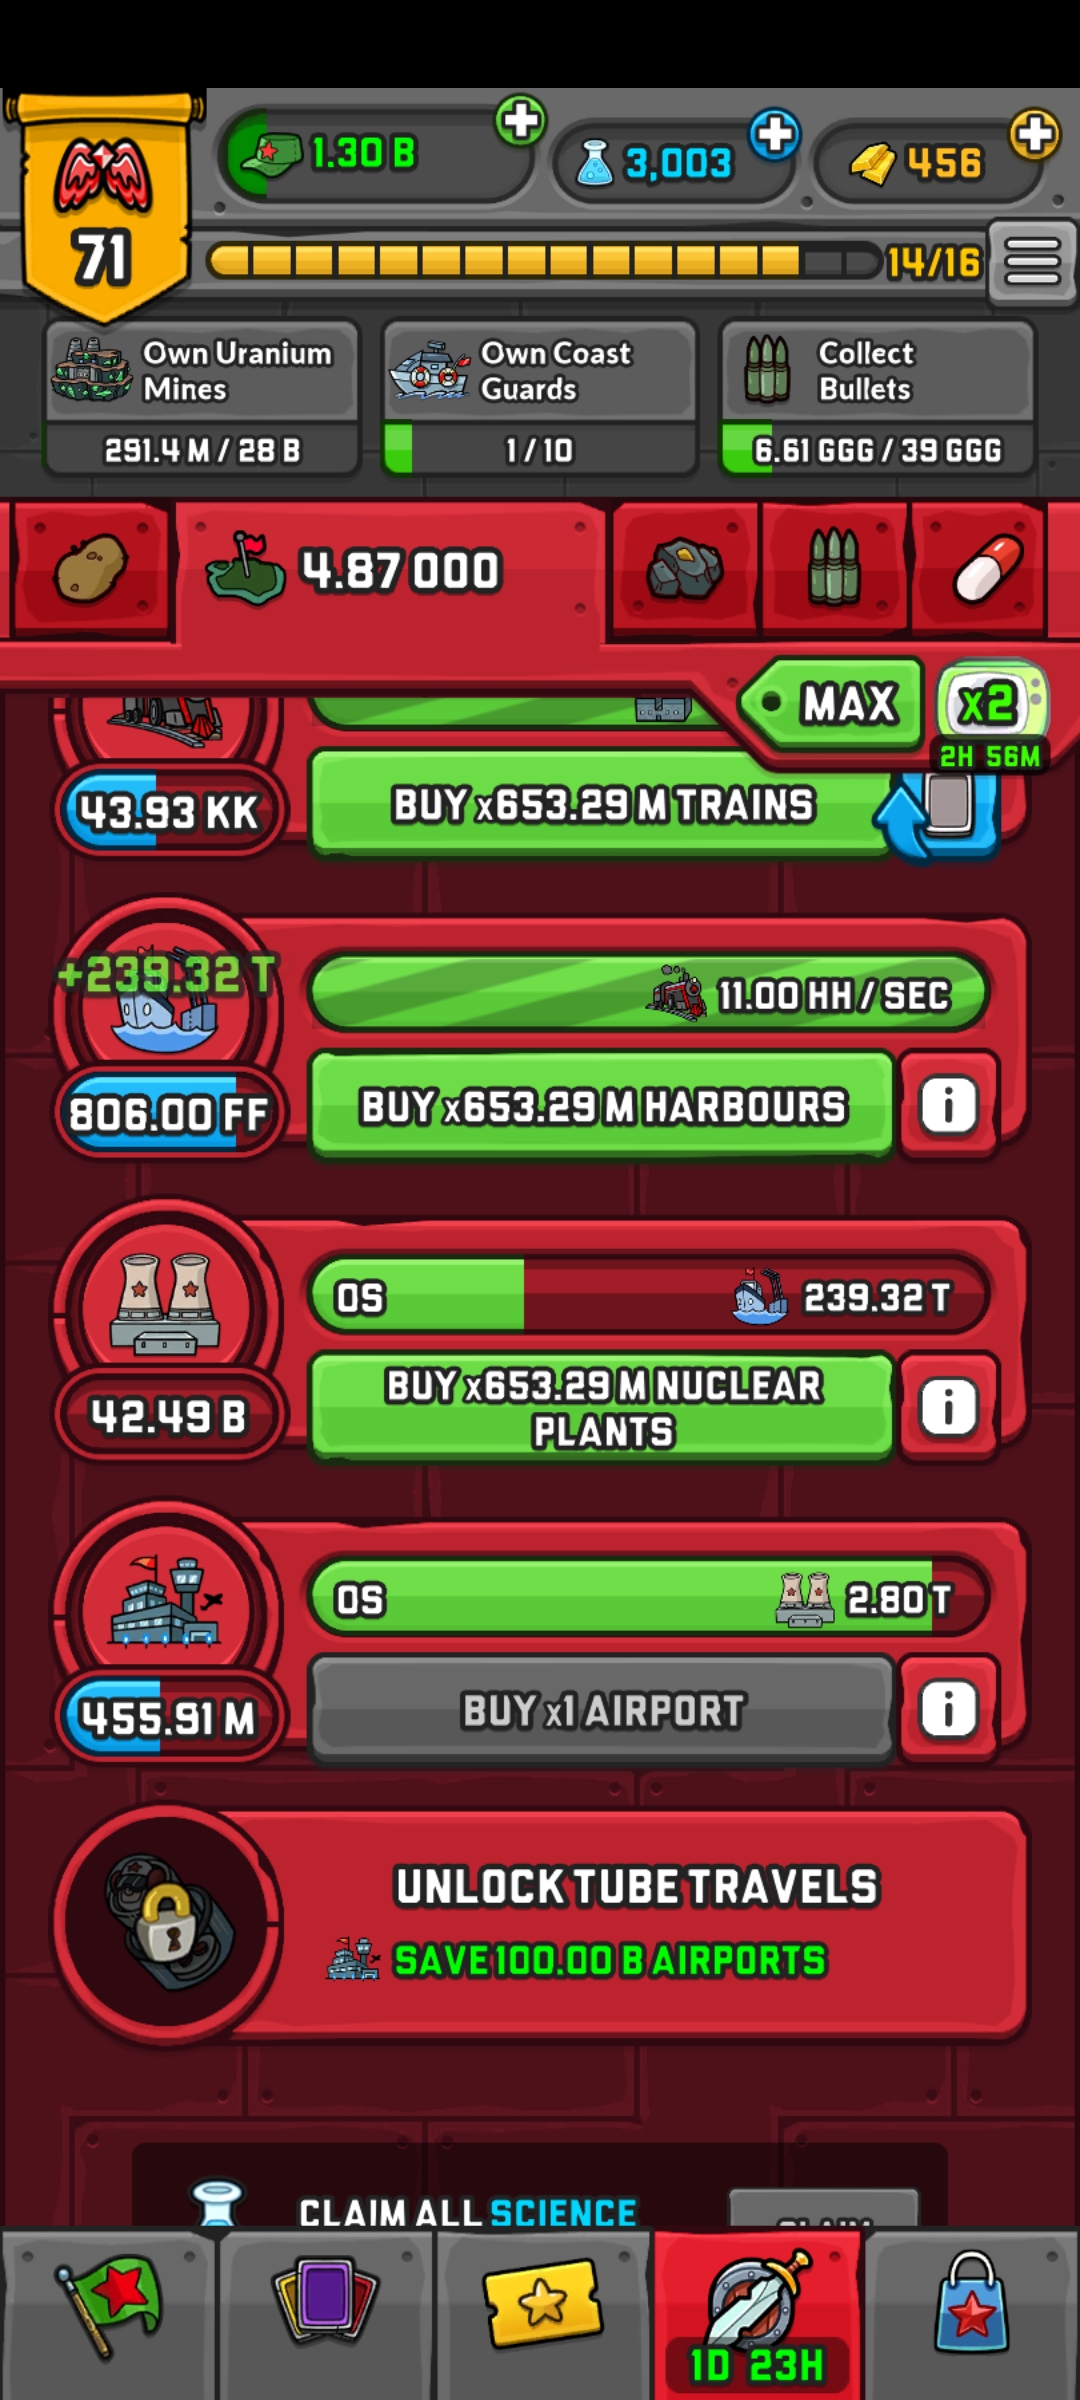 1.30 B
3,003
456
71
14/16
Own Uranium
Mines
291.4 M / 28 B
Own Coast
Guards
1 / 10
Collect
Bullets
6.61 GGG / 39 GGG
4.87 OOO
MAX
x2
2H 56M
43.93 KK
BUY x653.29 M TRAINS
+239.32 T
11.00 HH / SEC
806.00 FF
BUY x653.29 M HARBOURS
i
0S
239.32 T
42.49 B
BUY x653.29 M NUCLEAR
PLANTS
i
0S
2.80 T
455.91 M
BUY x1 AIRPORT
i
UNLOCK TUBE TRAVELS
SAVE 100.00 B AIRPORTS
CLAIM ALL SCIENCE
1D 23H